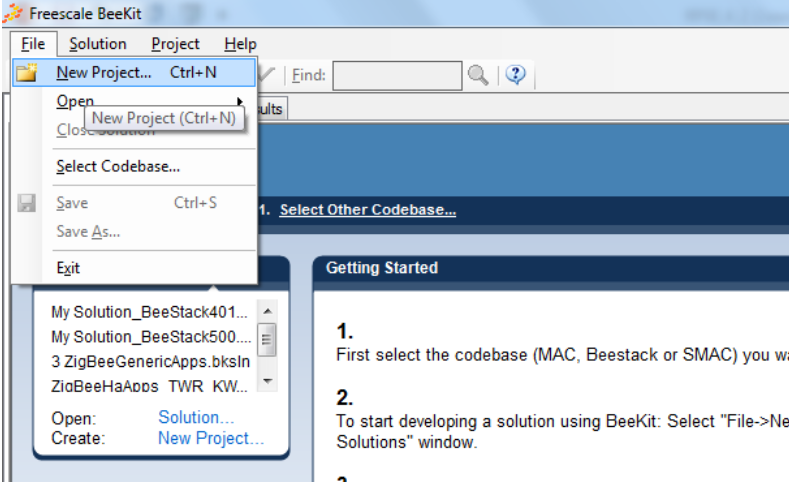 Freescale BeeKit
File Solution Project Help
New Project... Ctrl+N
Find:
Open
New Project (Ctrl+N)
Close Solution
Select Codebase...
Save Ctrl+S
1. Select Other Codebase...
Save As...
Exit
Getting Started
My Solution_BeeStack401...
My Solution_BeeStack500....
3 ZigBeeGenericApps.bksln
ZigBeeHaApps TWR KW...
Open: Solution...
Create: New Project...
1.
First select the codebase (MAC, Beestack or SMAC) you
2.
To start developing a solution using BeeKit: Select "File->Ne
Solutions" window.